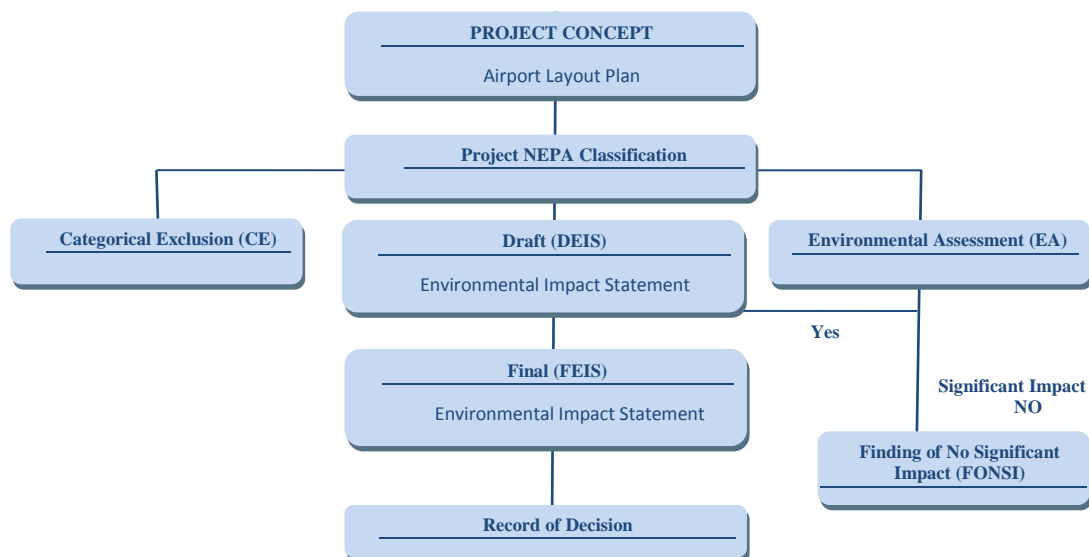 PROJECT CONCEPT
Airport Layout Plan
Project NEPA Classification
Categorical Exclusion (CE)
Draft (DEIS)
Environmental Impact Statement
Environmental Assessment (EA)
Yes
Final (FEIS)
Environmental Impact Statement
Significant Impact
NO
Finding of No Significant
Impact (FONSI)
Record of Decision